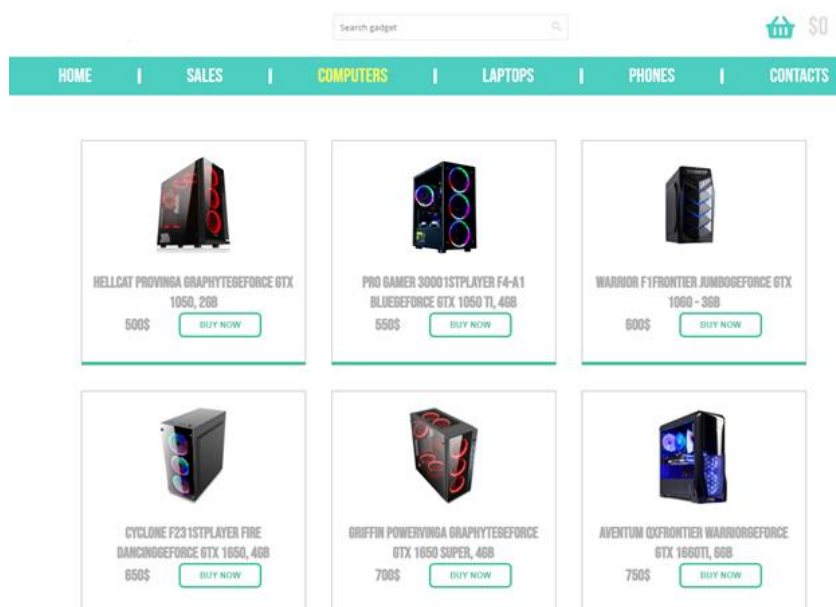 Search gadget
$0
HOME | SALES | COMPUTERS | LAPTOPS | PHONES | CONTACTS
HELLCAT PROVINGA GRAPHYTEGEFORCE GTX
1050, 2GB
500$ BUY NOW
PRO GAMER 30001STPLAYER F4-A1
BLUEGEFORCE GTX 1050 TI, 4GB
550$ BUY NOW
WARRIOR F1FRONTIER JUMBOGEFORCE GTX
1060 - 3GB
600$ BUY NOW
CYCLONE F231STPLAYER FIRE
DANCINGGEFORCE GTX 1650, 4GB
650$ BUY NOW
GRIFFIN POWERVINGA GRAPHYTEGEFORCE
GTX 1650 SUPER, 4GB
700$ BUY NOW
AVENTUM QXFRONTIER WARRIORGEFORCE
GTX 1660TI, 6GB
750$ BUY NOW